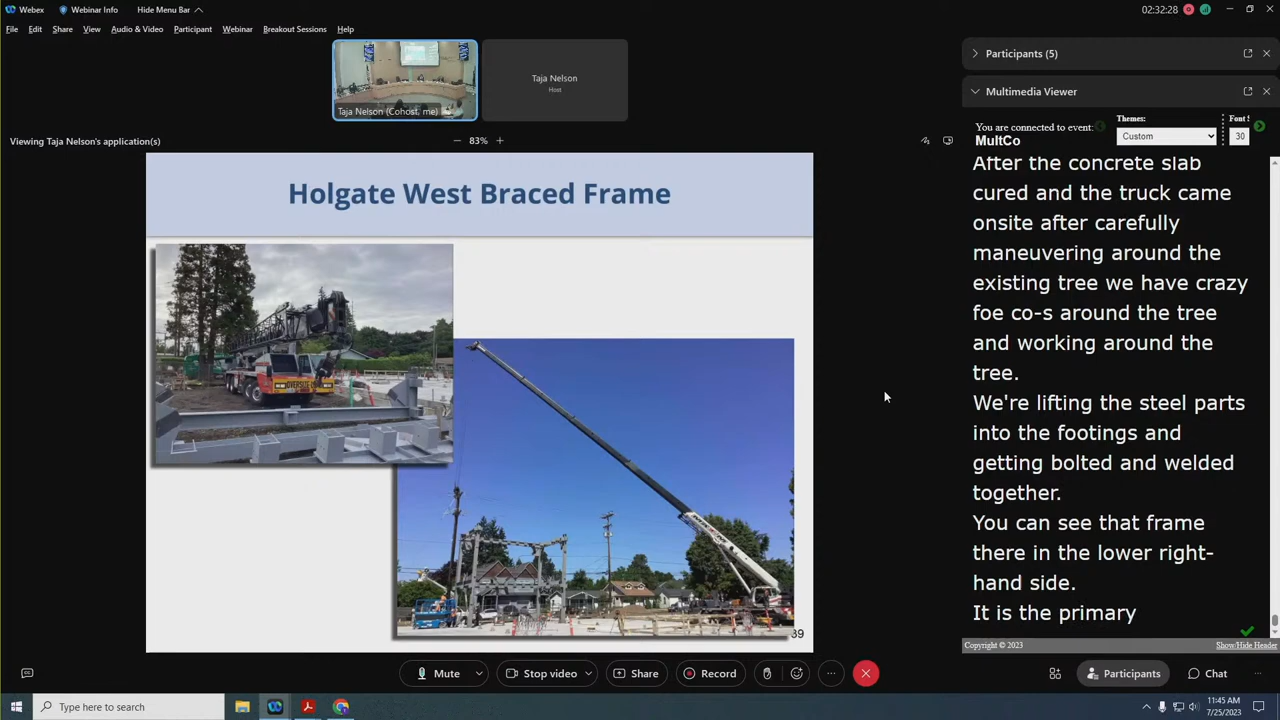 Webex
Webinar Info
Hide Menu Bar
02:32:28
File Edit Share View Audio & Video Participant Webinar Breakout Sessions Help
Taja Nelson (Cohost, me)
Taja Nelson
Host
Viewing Taja Nelson's application(s)
83%
Holgate West Braced Frame
39
Participants (5)
Multimedia Viewer
You are connected to event:
MultCo
Themes:
Custom
Font S
30
After the concrete slab
cured and the truck came
onsite after carefully
maneuvering around the
existing tree we have crazy
foe co-s around the tree
and working around the
tree.
We're lifting the steel parts
into the footings and
getting bolted and welded
together.
You can see that frame
there in the lower right-
hand side.
It is the primary
Copyright © 2023
Show/Hide Header
Mute
Stop video
Share
Record
Participants
Chat
Type here to search
11:45 AM
7/25/2023